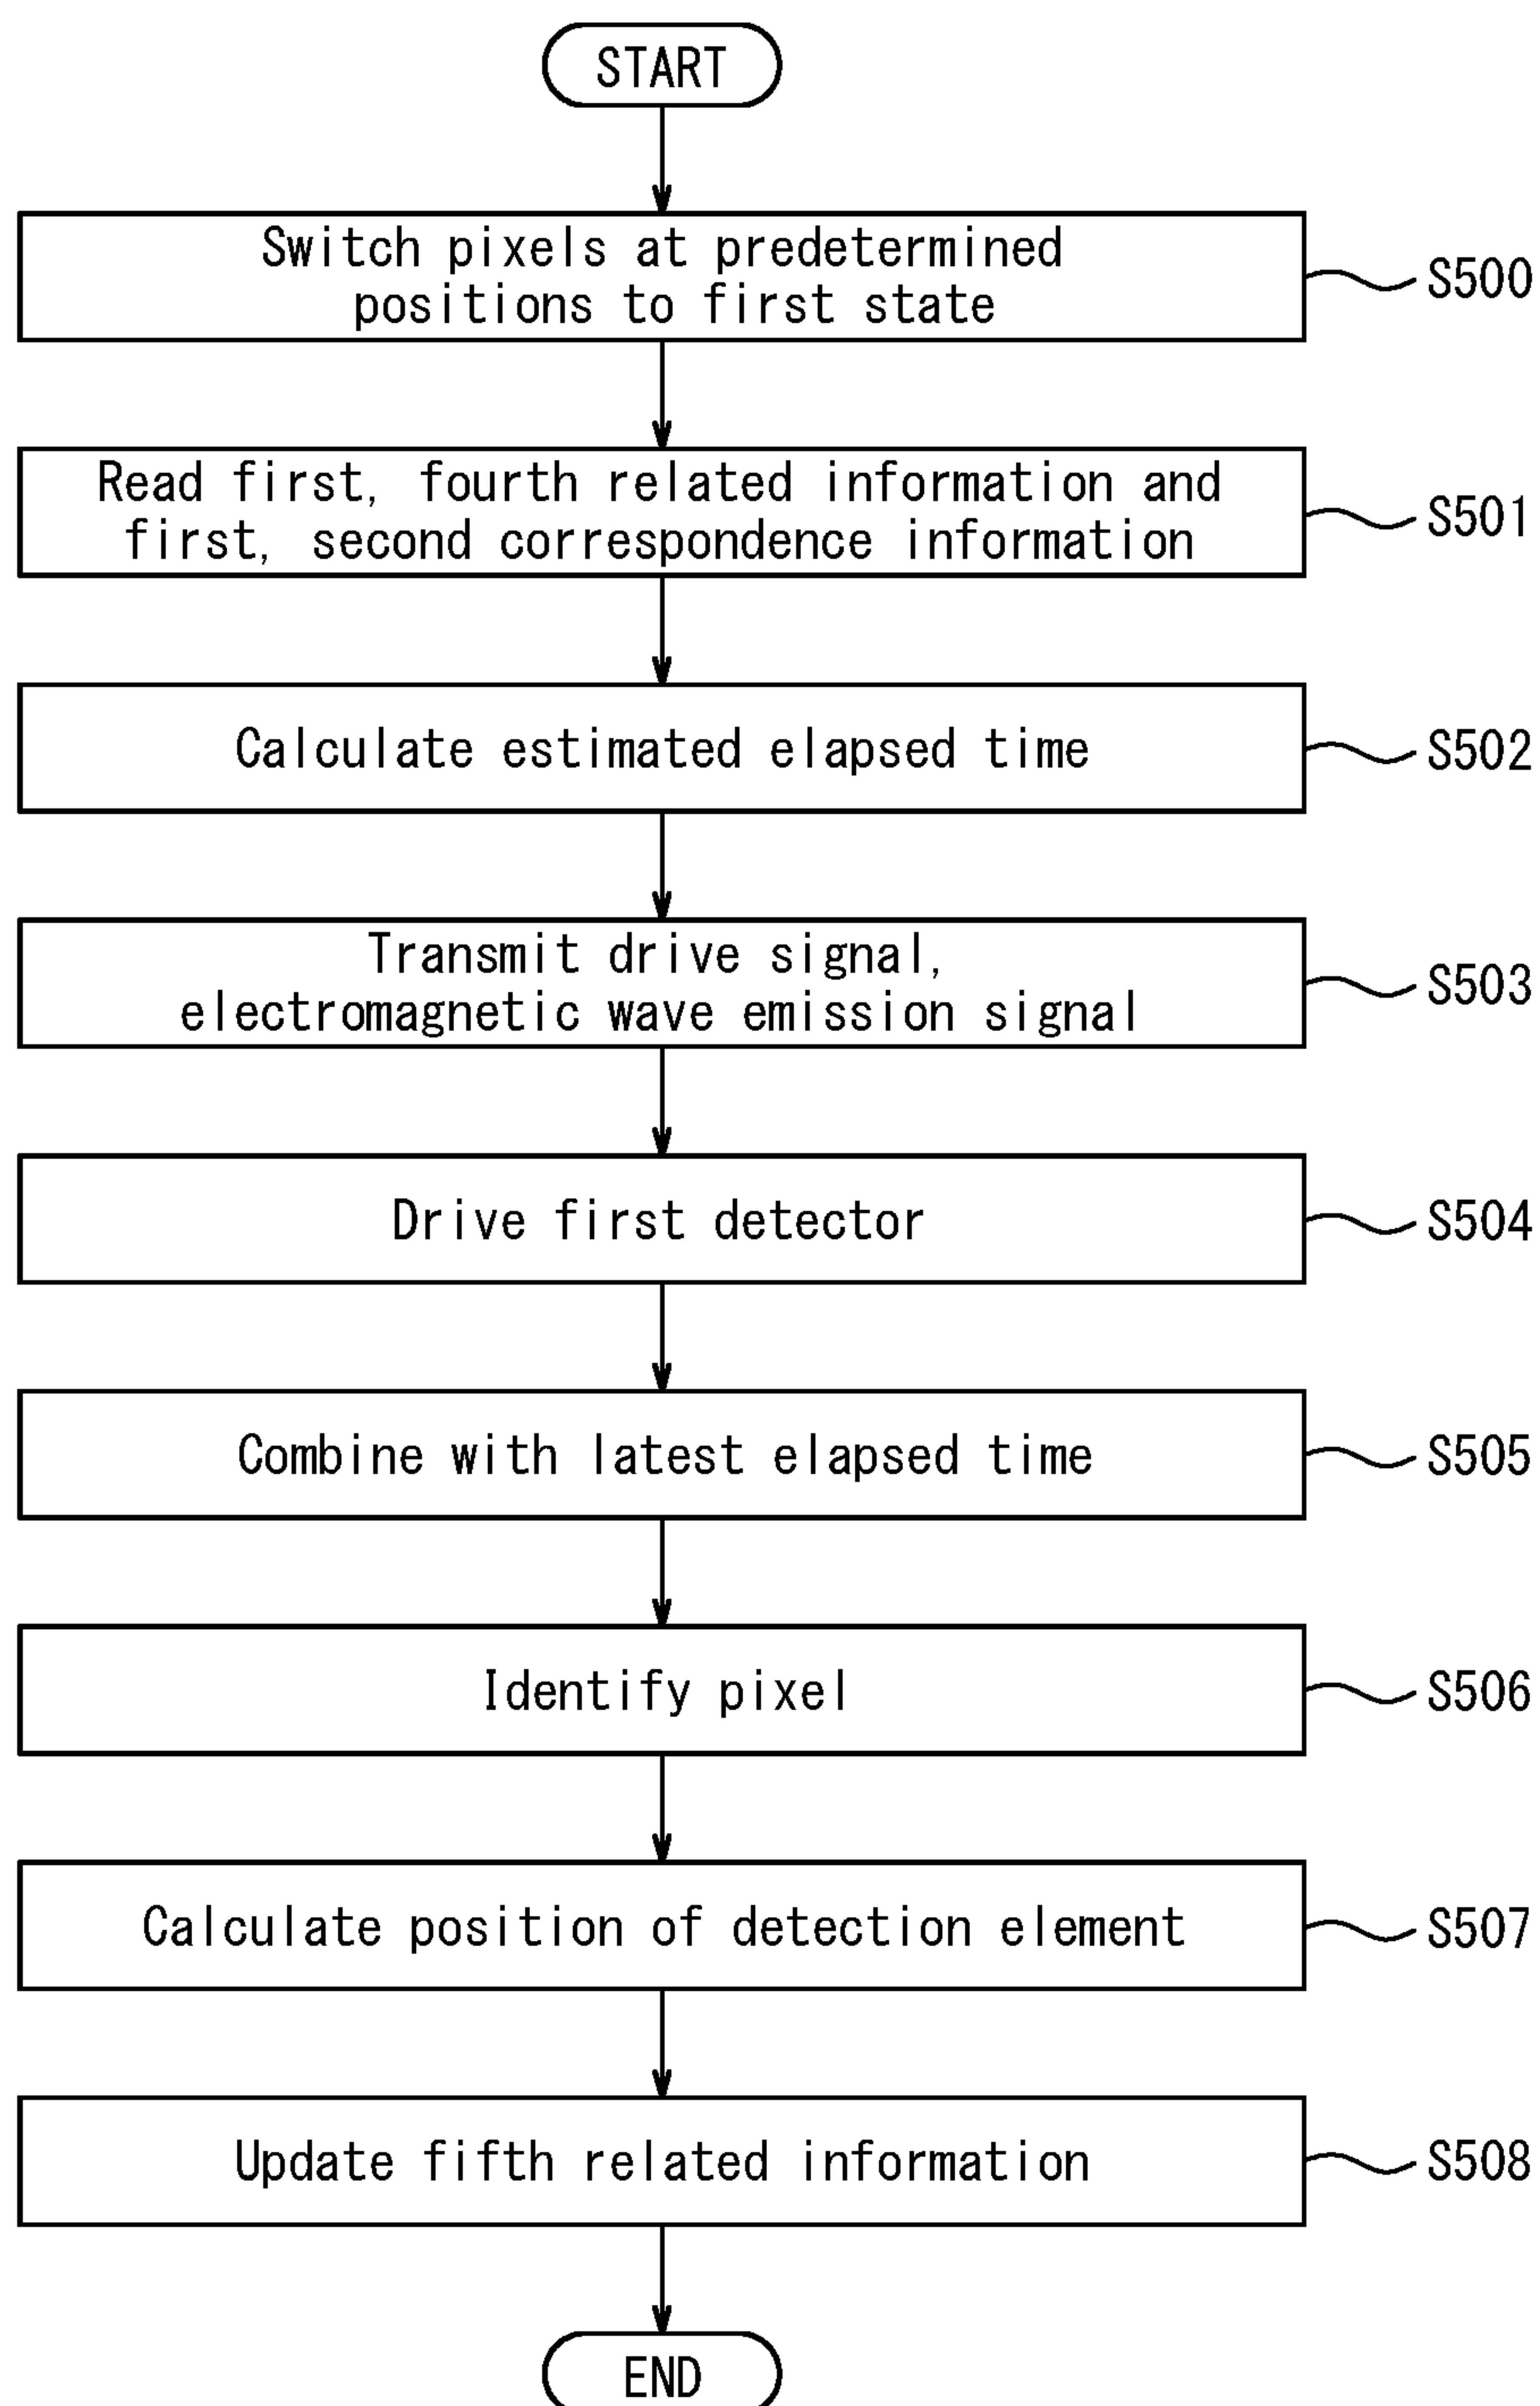 START
Switch pixels at predetermined
positions to first state
S500
Read first, fourth related information and
first, second correspondence information
S501
Calculate estimated elapsed time
S502
Transmit drive signal,
electromagnetic wave emission signal
S503
Drive first detector
S504
Combine with latest elapsed time
S505
Identify pixel
S506
Calculate position of detection element
S507
Update fifth related information
S508
END